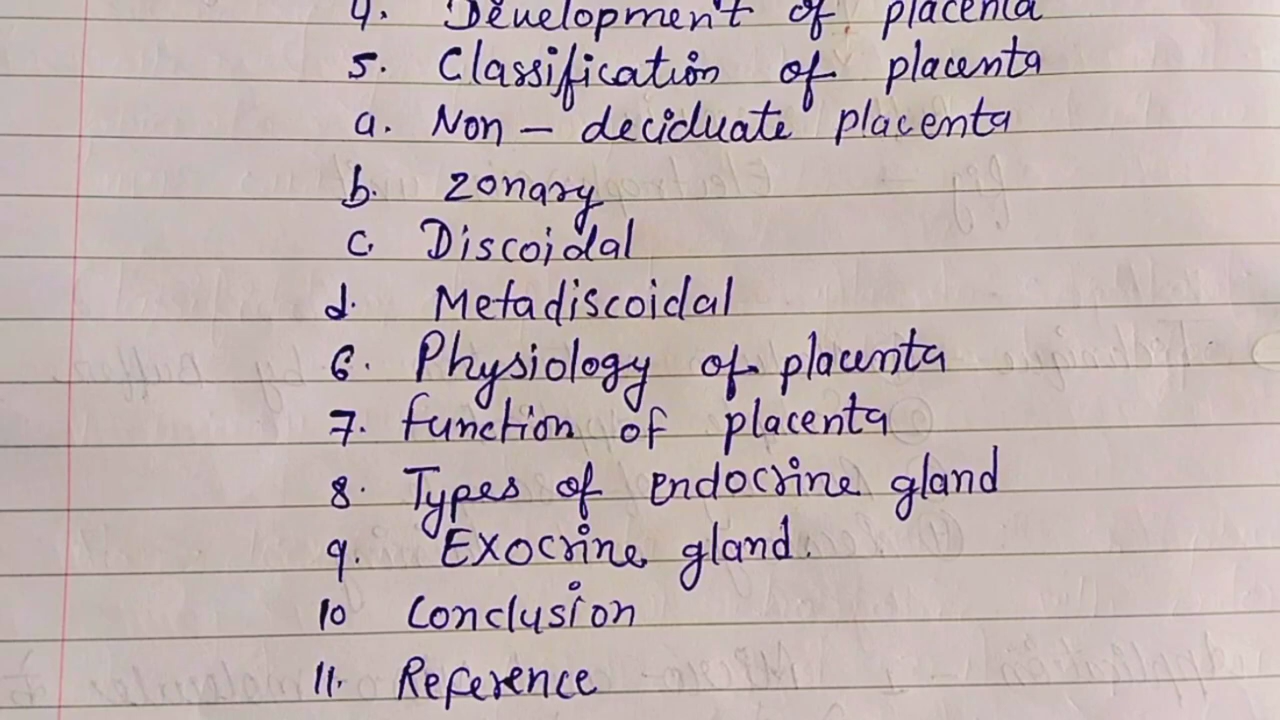 4. Development of placenta
5. Classification of placenta
a. Non - deciduate placenta
b. zonary
c. Discoidal
d. Metadiscoidal
6. Physiology of placenta
7. function of placenta
8. Types of endocrine gland
9. Exocrine gland.
10 Conclusion
11. Reference